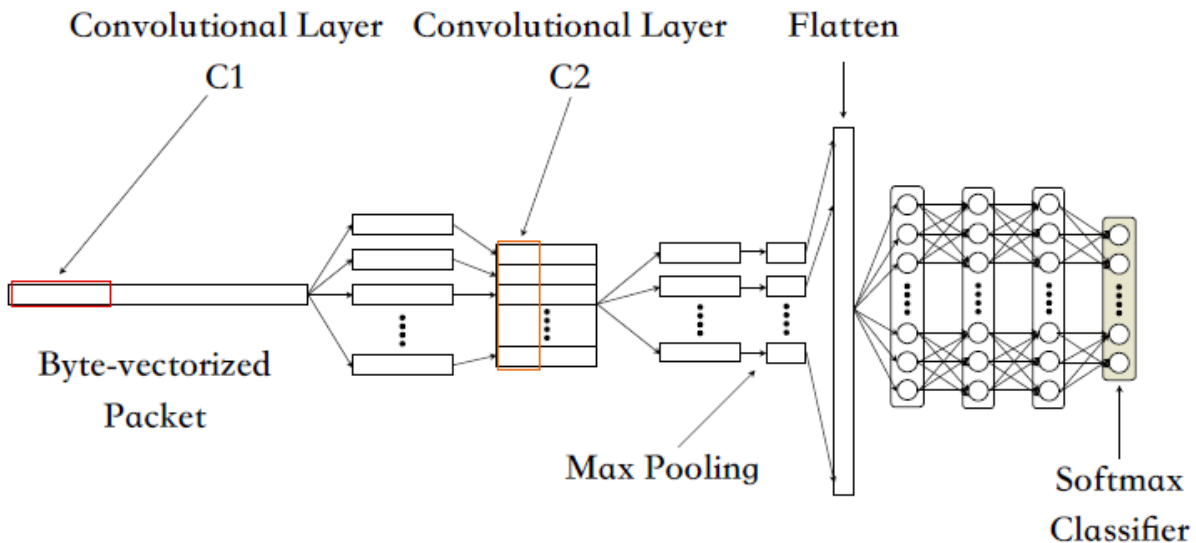 Convolutional Layer
C1
Convolutional Layer
C2
Flatten
Byte-vectorized
Packet
Max Pooling
Softmax
Classifier